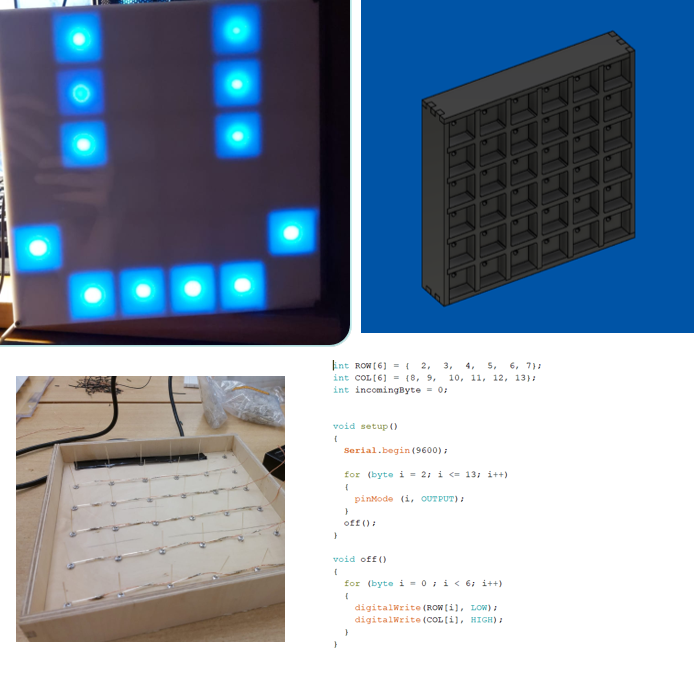 int ROW[6] = { 2, 3, 4, 5, 6, 7};
int COL[6] = {8, 9, 10, 11, 12, 13};
int incomingByte = 0;
void setup()
{
Serial.begin(9600);
for (byte i = 2; i <= 13; i++)
{
pinMode (i, OUTPUT);
}
off();
}
void off()
{
for (byte i = 0 ; i < 6; i++)
{
digitalWrite(ROW[i], LOW);
digitalWrite(COL[i], HIGH);
}
}